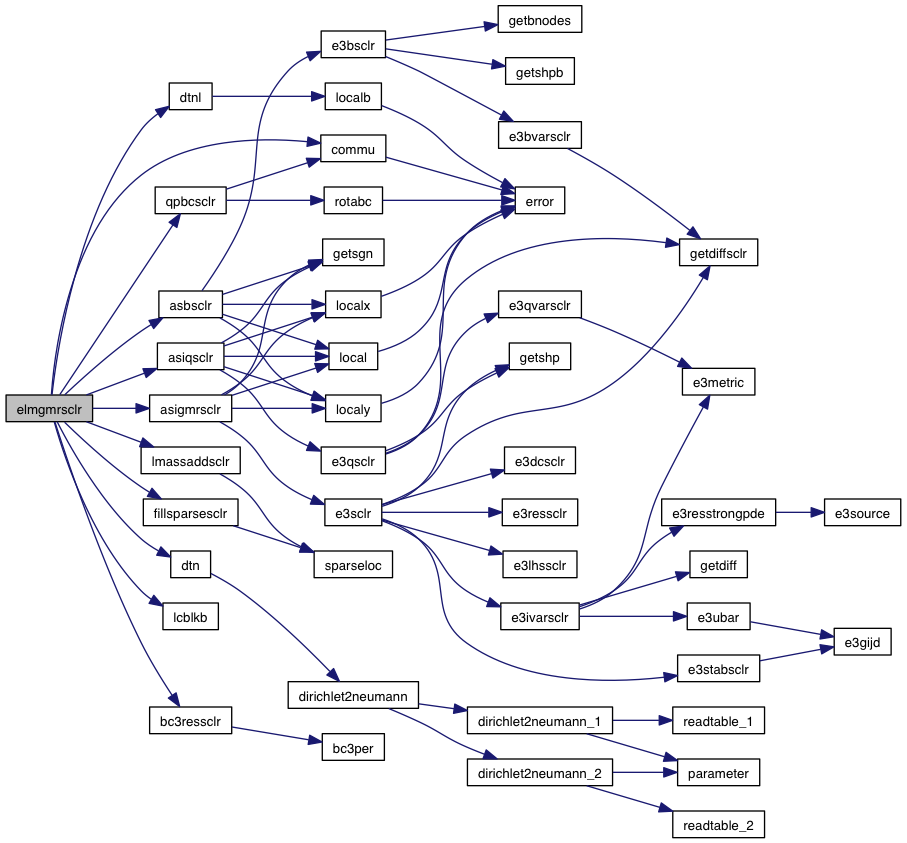 getbnodes
e3bsclr
getshpb
dtnl
localb
e3bvarsclr
commu
qpbcsclr
rotabc
error
getsgn
getdiffsclr
asbsclr
localx
e3qvarsclr
asiqsclr
local
getshp
e3metric
elmgmrsclr
asigmrsclr
localy
lmassaddsclr
e3qsclr
e3dcsclr
fillsparsesclr
e3sclr
e3ressclr
e3resstrongpde
e3source
dtn
sparseloc
e3lhssclr
getdiff
lcblkb
e3ivarsclr
e3ubar
e3gijd
e3stabsclr
dirichlet2neumann
bc3ressclr
dirichlet2neumann_1
readtable_1
bc3per
dirichlet2neumann_2
parameter
readtable_2